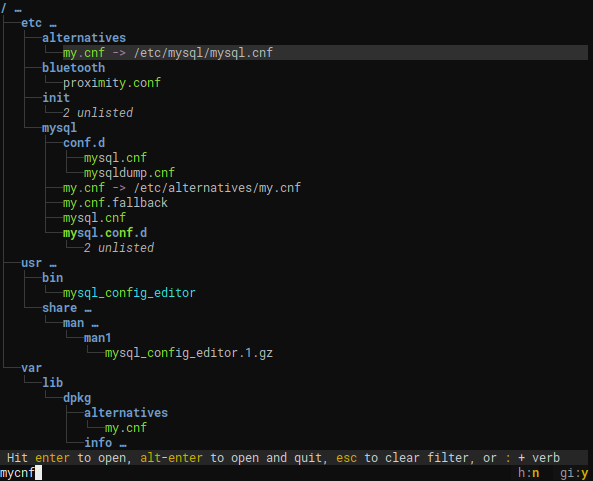 / …
etc …
alternatives
my.cnf -> /etc/mysql/mysql.cnf
bluetooth
proximity.conf
init
2 unlisted
mysql
conf.d
mysql.cnf
mysqldump.cnf
my.cnf -> /etc/alternatives/my.cnf
my.cnf.fallback
mysql.cnf
mysql.conf.d
2 unlisted
usr …
bin
mysql_config_editor
share …
man …
man1
mysql_config_editor.1.gz
var
lib
dpkg
alternatives
my.cnf
info …
Hit enter to open, alt-enter to open and quit, esc to clear filter, or : + verb
mycnf h:n gi:y